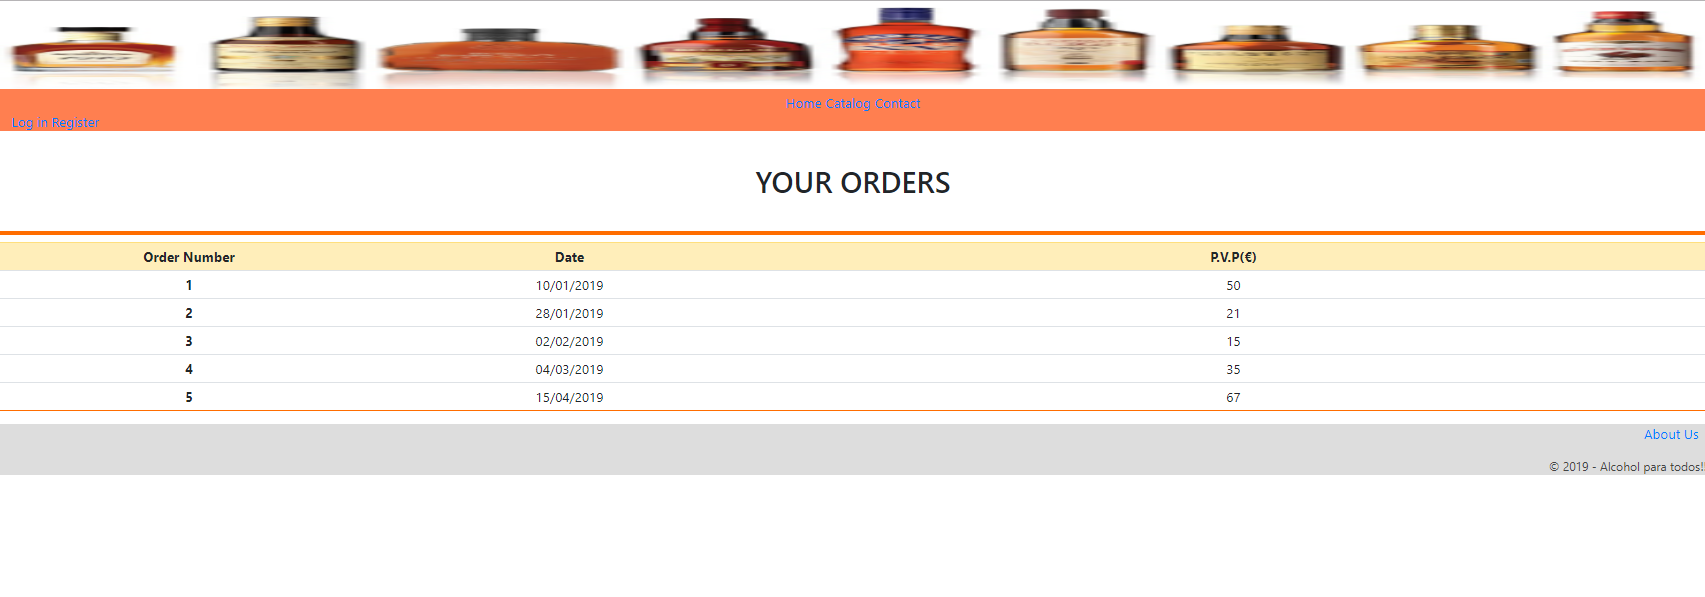 Home Catalog Contact
Log in Register
YOUR ORDERS
Order Number Date P.V.P(€)
1 10/01/2019 50
2 28/01/2019 21
3 02/02/2019 15
4 04/03/2019 35
5 15/04/2019 67
About Us
© 2019 - Alcohol para todos!!